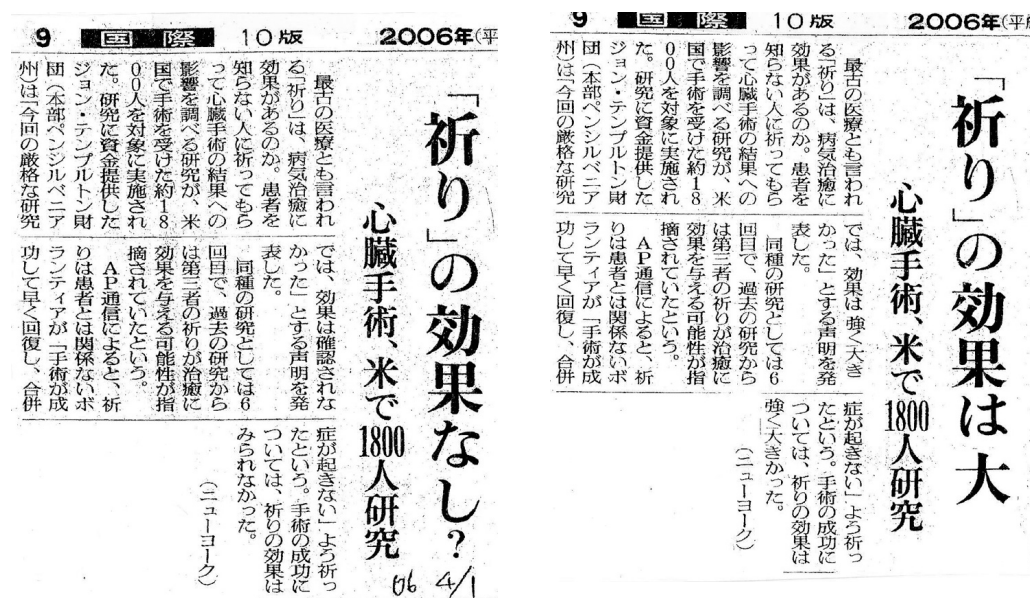 9 国際 10版 2006年(平
「祈り」の効果なし?
心臓手術、米で1800人研究
最古の医療とも言われ
る「祈り」は、病気治癒に
効果があるのか。患者を
知らない人に祈ってもら
って心臓手術の結果への
影響を調べる研究が、米
国で手術を受けた約18
00人を対象に実施され
た。研究に資金提供した
ジョン・テンプルトン財
団(本部ペンシルベニア
州)は「今回の厳格な研究
では、効果は確認されな
かった」とする声明を発
表した。
同種の研究としては6
回目で、過去の研究から
は第三者の祈りが治癒に
効果を与える可能性が指
摘されていたという。
AP通信によると、祈
りは患者とは関係ないボ
ランティアが「手術が成
功して早く回復し、合併
症が起きない」よう祈っ
たという。手術の成功に
ついては、祈りの効果は
みられなかった。
(ニューヨーク)
06 4/1
9 国際 10版 2006年(平成
「祈り」の効果は 大
心臓手術、米で1800人研究
最古の医療とも言われ
る「祈り」は、病気治癒に
効果があるのか。患者を
知らない人に祈ってもら
って心臓手術の結果への
影響を調べる研究が、米
国で手術を受けた約18
00人を対象に実施され
た。研究に資金提供した
ジョン・テンプルトン財
団(本部ペンシルベニア
州)は「今回の厳格な研究
では、効果は 強く大き
かった」とする声明を発
表した。
同種の研究としては6
回目で、過去の研究から
は第三者の祈りが治癒に
効果を与える可能性が指
摘されていたという。
AP通信によると、祈
りは患者とは関係ないボ
ランティアが「手術が成
功して早く回復し、合併
症が起きない」よう祈っ
たという。手術の成功に
ついては、祈りの効果は
強く大きかった。
(ニューヨーク)